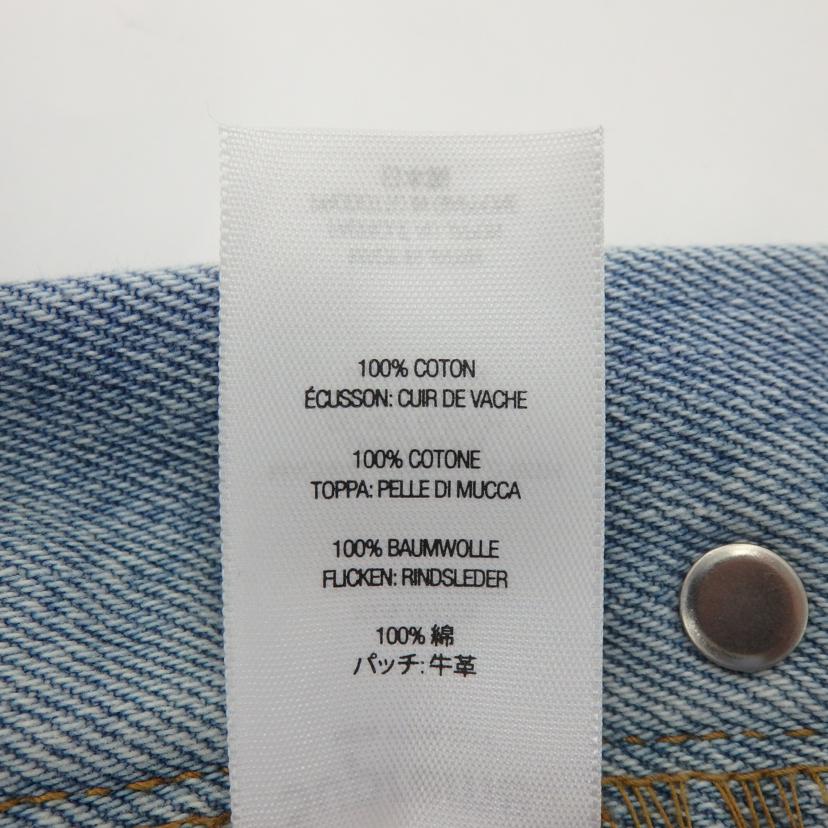 100% COTON
ÉCUSSON: CUIR DE VACHE
100% COTONE
TOPPA: PELLE DI MUCCA
100% BAUMWOLLE
FLICKEN: RINDSLEDER
100% 綿
パッチ: 牛革